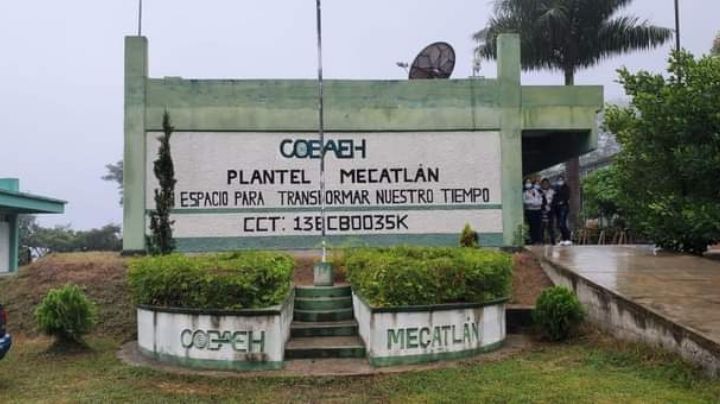 COBAEH
PLANTEL MECATLÁN
ESPACIO PARA TRANSFORMAR NUESTRO TIEMPO
CCT: 13ECB0035K
COBAEH
MECATLÁN